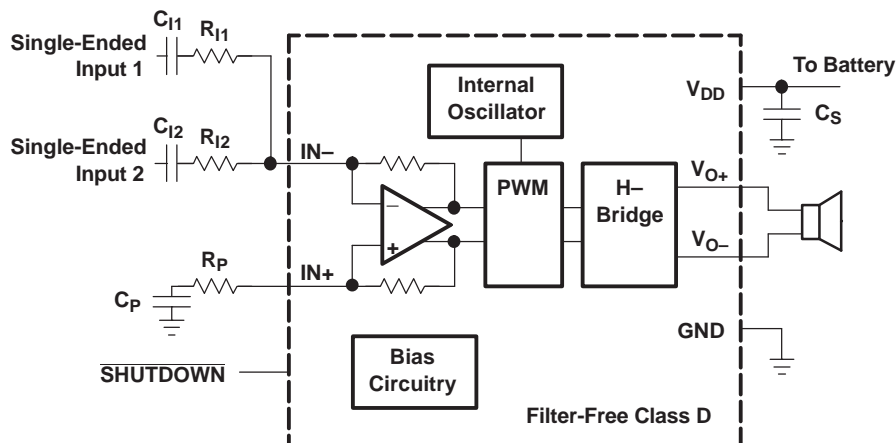 C_I1
R_I1
Single-Ended
Input 1
C_I2
R_I2
Single-Ended
Input 2
IN–
R_P
IN+
C_P
SHUTDOWN
Internal
Oscillator
–
+
PWM
H–
Bridge
Bias
Circuitry
V_DD
To Battery
C_S
V_O+
V_O–
GND
Filter-Free Class D